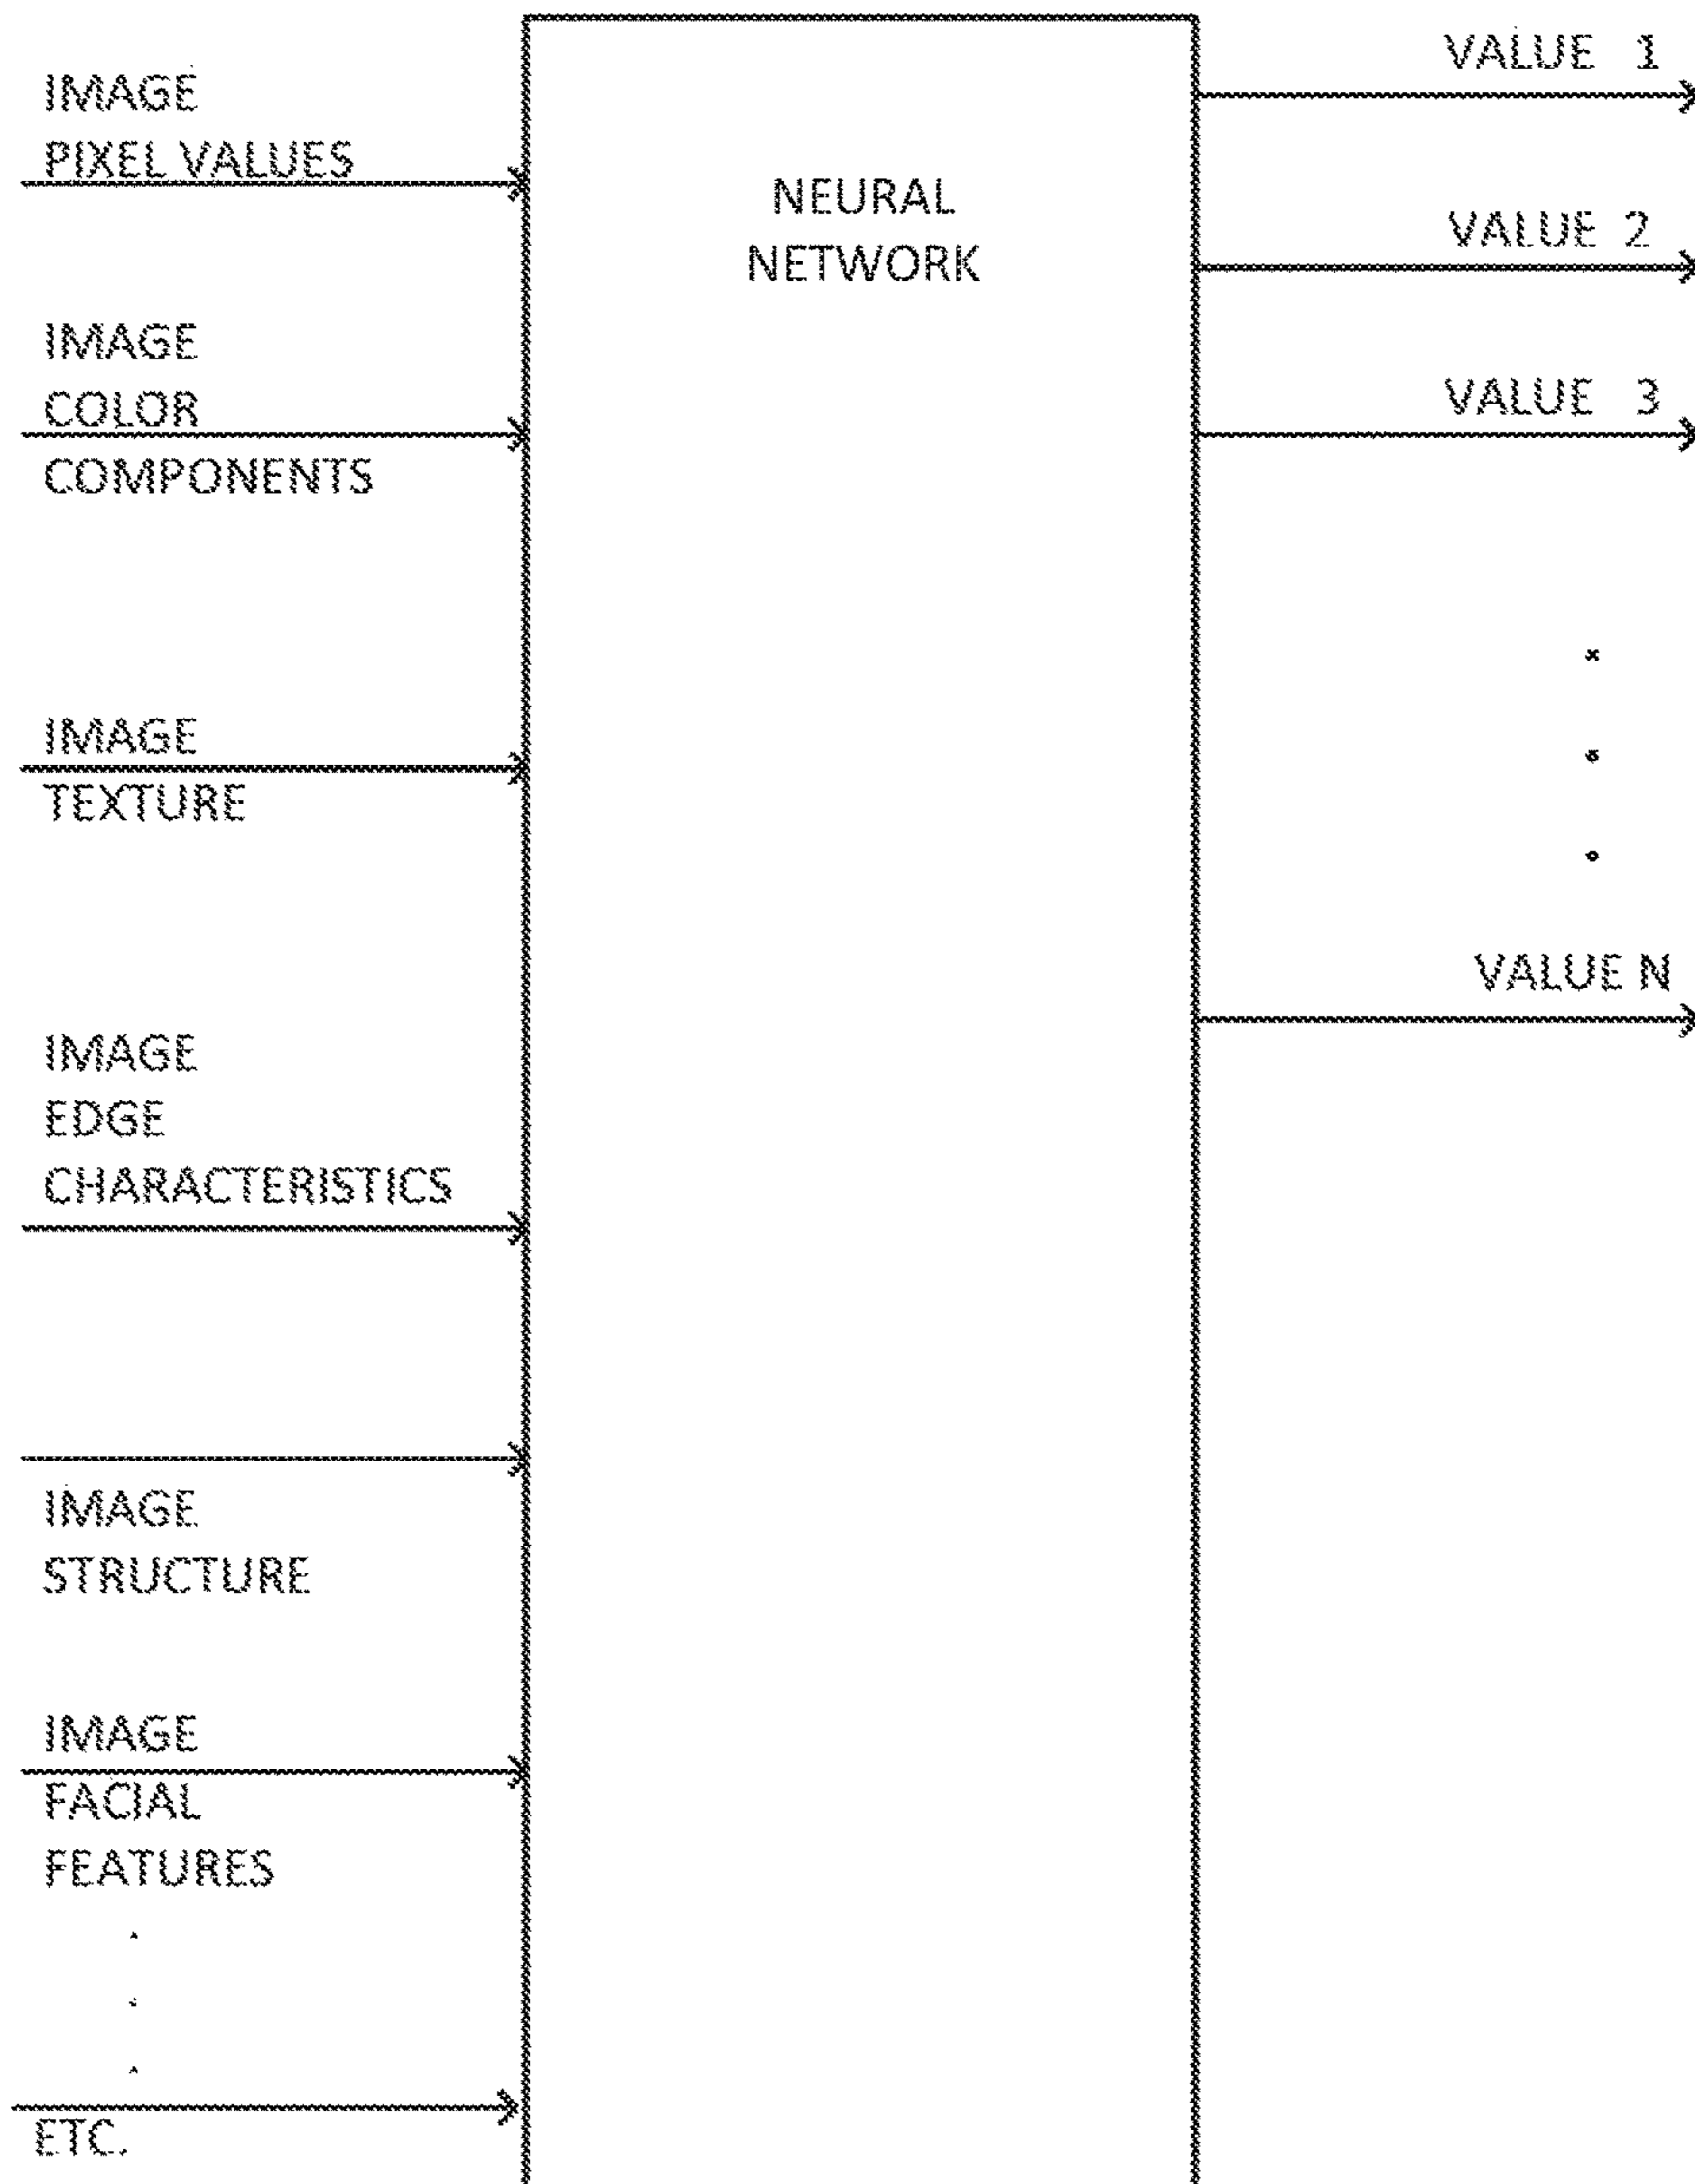 IMAGE
PIXEL VALUES
IMAGE
COLOR
COMPONENTS
IMAGE
TEXTURE
IMAGE
EDGE
CHARACTERISTICS
IMAGE
STRUCTURE
IMAGE
FACIAL
FEATURES
ETC.
NEURAL
NETWORK
VALUE 1
VALUE 2
VALUE 3
VALUE N